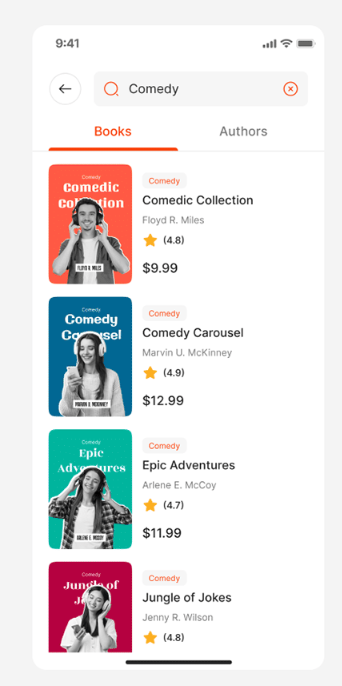 9:41
Comedy
Books
Authors
Comedy
Comedic
Collection
FLOYD R. MILES
Comedy
Comedic Collection
Floyd R. Miles
(4.8)
$9.99
Comedy
Comedy
Carousel
MARVIN U. MCKINNEY
Comedy
Comedy Carousel
Marvin U. McKinney
(4.9)
$12.99
Comedy
Epic
Adventures
ARLENE E. MCCOY
Comedy
Epic Adventures
Arlene E. McCoy
(4.7)
$11.99
Comedy
Jungle of
Comedy
Jungle of Jokes
Jenny R. Wilson
(4.8)